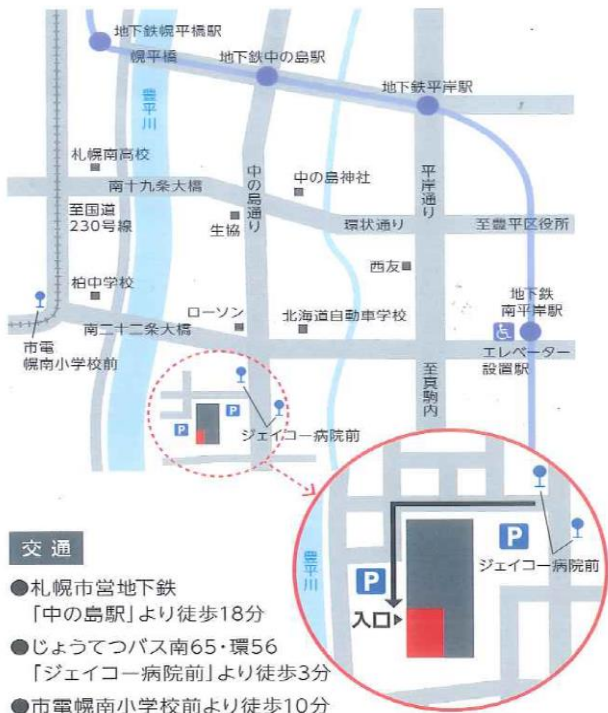 地下鉄幌平橋駅
幌平橋
地下鉄中の島駅
地下鉄平岸駅
豊平川
札幌南高校
南十九条大橋
中の島通り
中の島神社
平岸通り
至国道
230号線
生協
環状通り
至豊平区役所
西友
柏中学校
ローソン
北海道自動車学校
地下鉄
南平岸駅
南二十二条大橋
エレベーター
設置駅
市電
幌南小学校前
至真駒内
P
P
ジェイコー病院前
P
ジェイコー病院前
P
豊平川
入口
交通
●札幌市営地下鉄
「中の島駅」より徒歩18分
●じょうてつバス南65・環56
「ジェイコー病院前」より徒歩3分
●市電幌南小学校前より徒歩10分